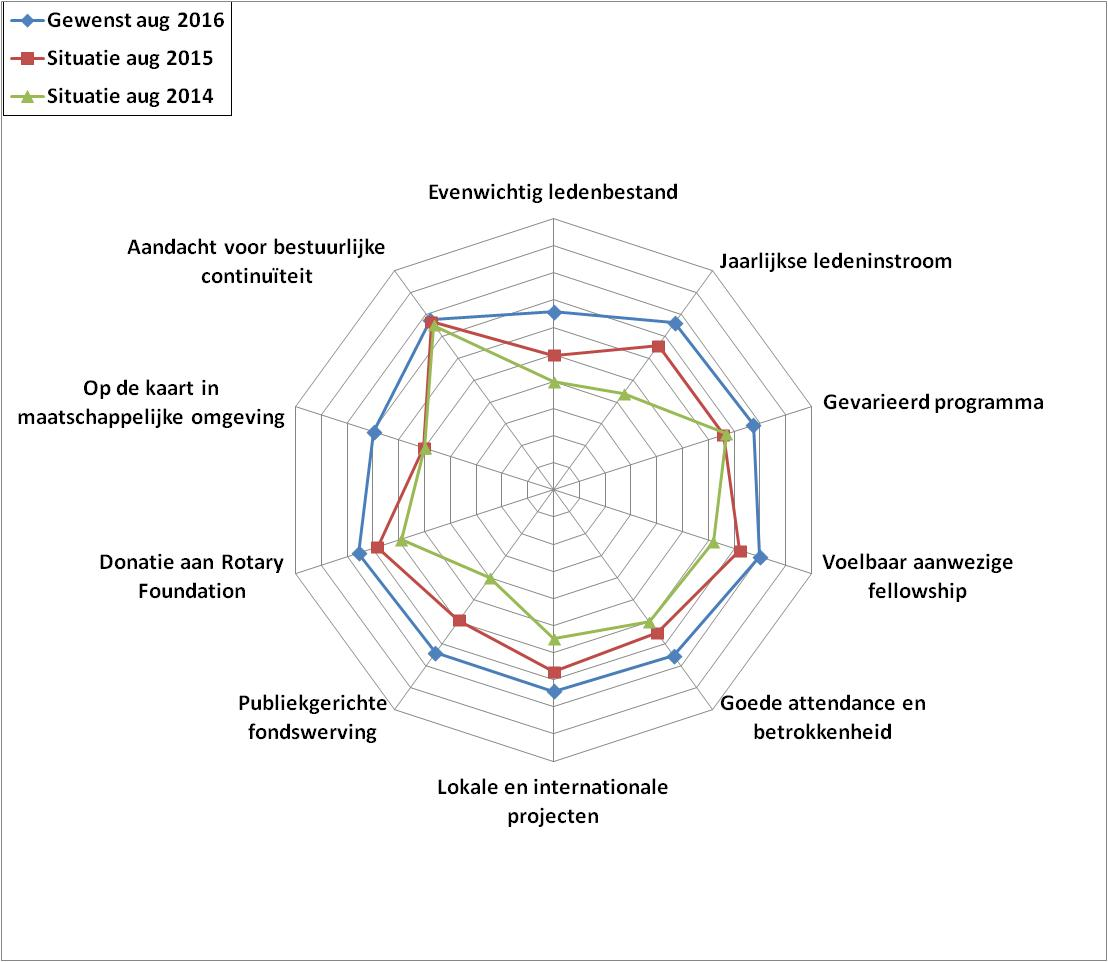 Gewenst aug 2016
Situatie aug 2015
Situatie aug 2014
Evenwichtig ledenbestand
Jaarlijkse ledeninstroom
Gevarieerd programma
Voelbaar aanwezige
fellowship
Goede attendance en
betrokkenheid
Lokale en internationale
projecten
Publiekgerichte
fondswerving
Donatie aan Rotary
Foundation
Op de kaart in
maatschappelijke omgeving
Aandacht voor bestuurlijke
continuïteit